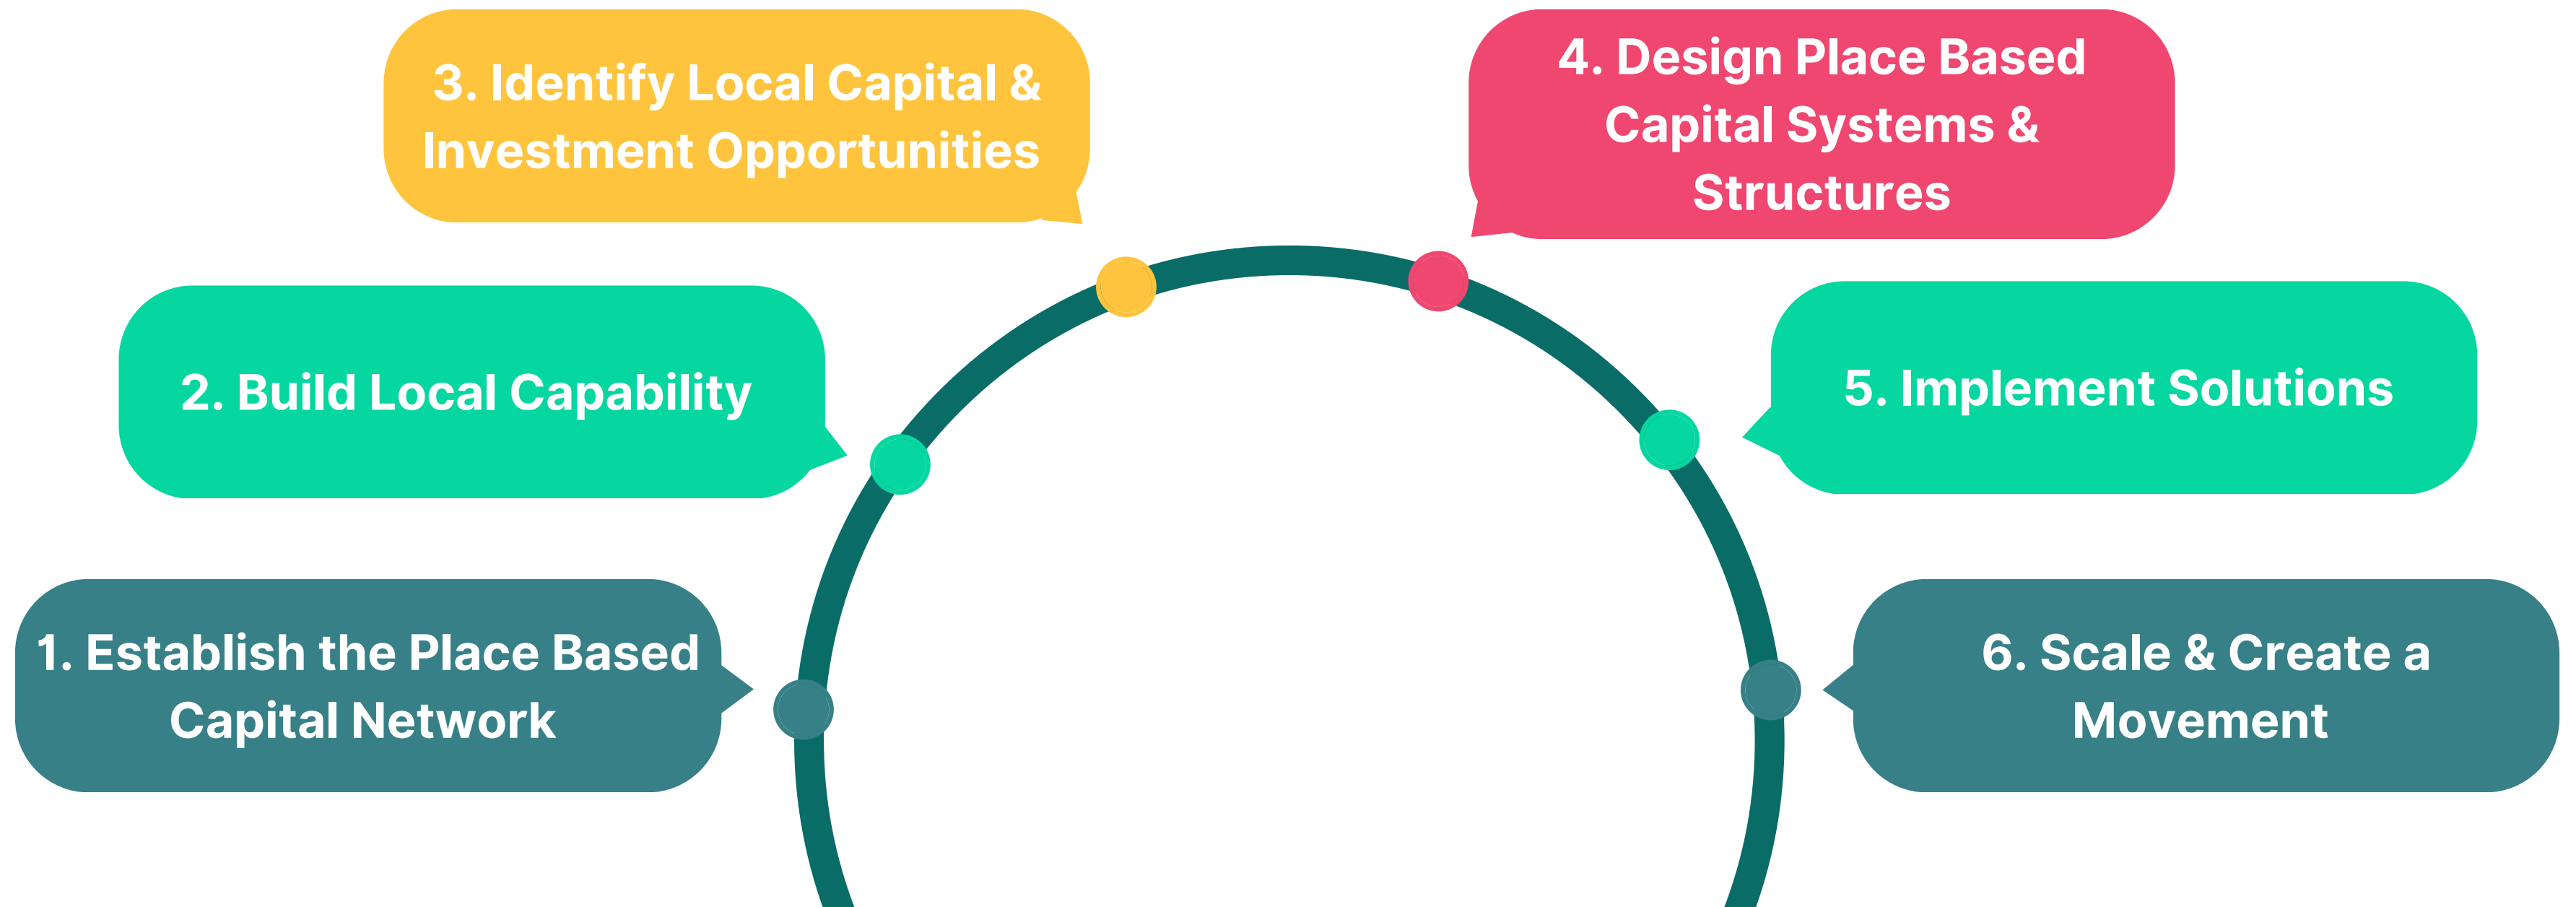 1. Establish the Place Based
Capital Network
2. Build Local Capability
3. Identify Local Capital &
Investment Opportunities
4. Design Place Based
Capital Systems &
Structures
5. Implement Solutions
6. Scale & Create a
Movement